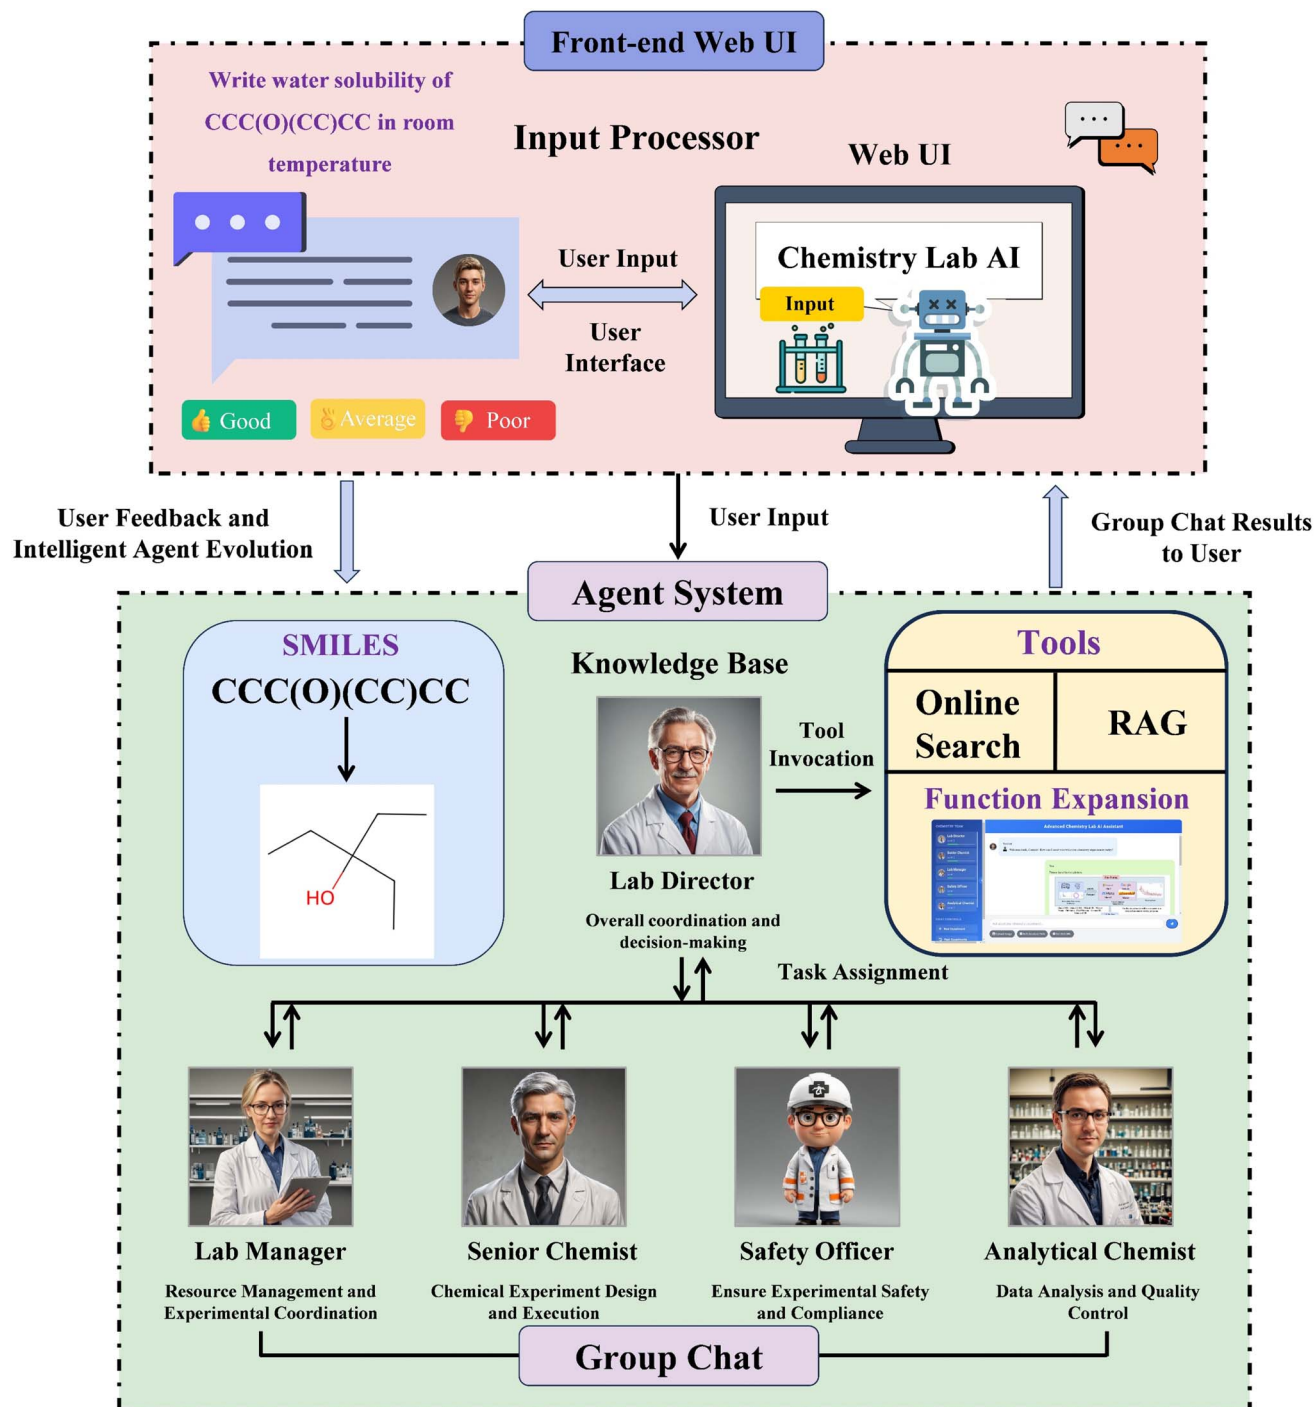 Front-end Web UI
Write water solubility of
CCC(O)(CC)CC in room
temperature
Input Processor
Web UI
User Input
User
Interface
Chemistry Lab AI
Input
Good
Average
Poor
User Feedback and
Intelligent Agent Evolution
User Input
Group Chat Results
to User
Agent System
SMILES
CCC(O)(CC)CC
HO
Knowledge Base
Lab Director
Overall coordination and
decision-making
Tool
Invocation
Tools
Online
Search
RAG
Function Expansion
Advanced Chemistry Lab AI Assistant
Task Assignment
Lab Manager
Resource Management and
Experimental Coordination
Senior Chemist
Chemical Experiment Design
and Execution
Safety Officer
Ensure Experimental Safety
and Compliance
Analytical Chemist
Data Analysis and Quality
Control
Group Chat